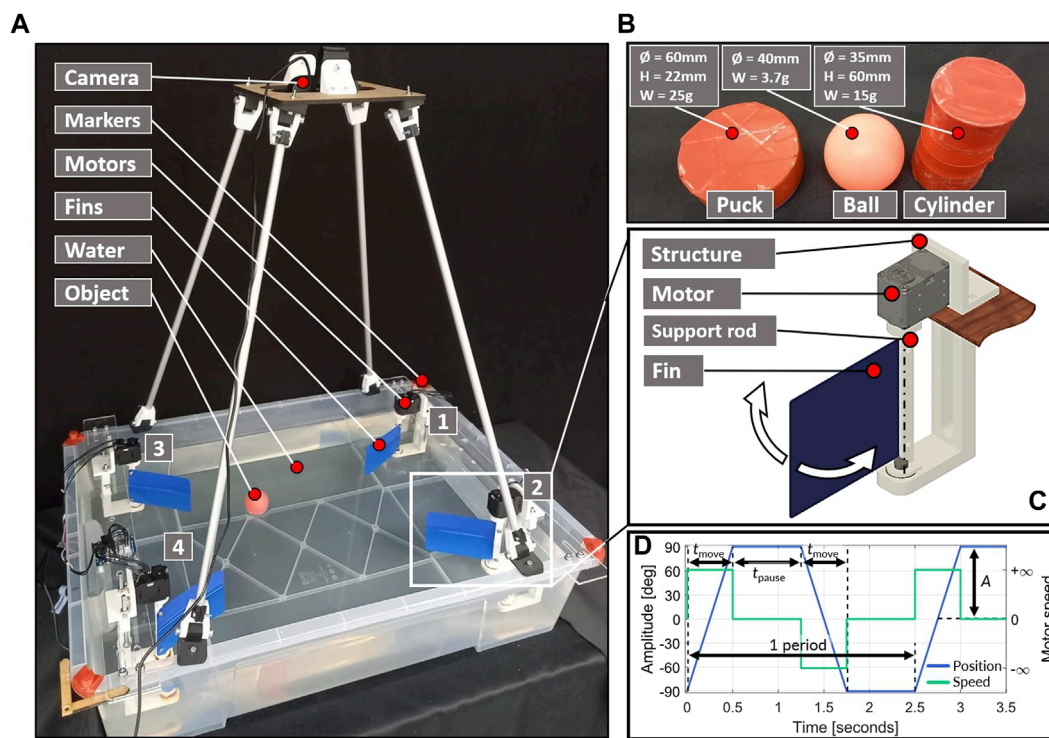 A
Camera
Markers
Motors
Fins
Water
Object
1
2
3
4
B
Ø = 60mm
H = 22mm
W = 25g
Ø = 40mm
W = 3.7g
Ø = 35mm
H = 60mm
W = 15g
Puck
Ball
Cylinder
Structure
Motor
Support rod
Fin
C
D
Amplitude [deg]
90
60
30
0
-30
-60
-90
t_move
t_pause
t_move
A
1 period
Position
Speed
+∞
0
-∞
Motor speed
0
0.5
1
1.5
2
2.5
3
3.5
Time [seconds]